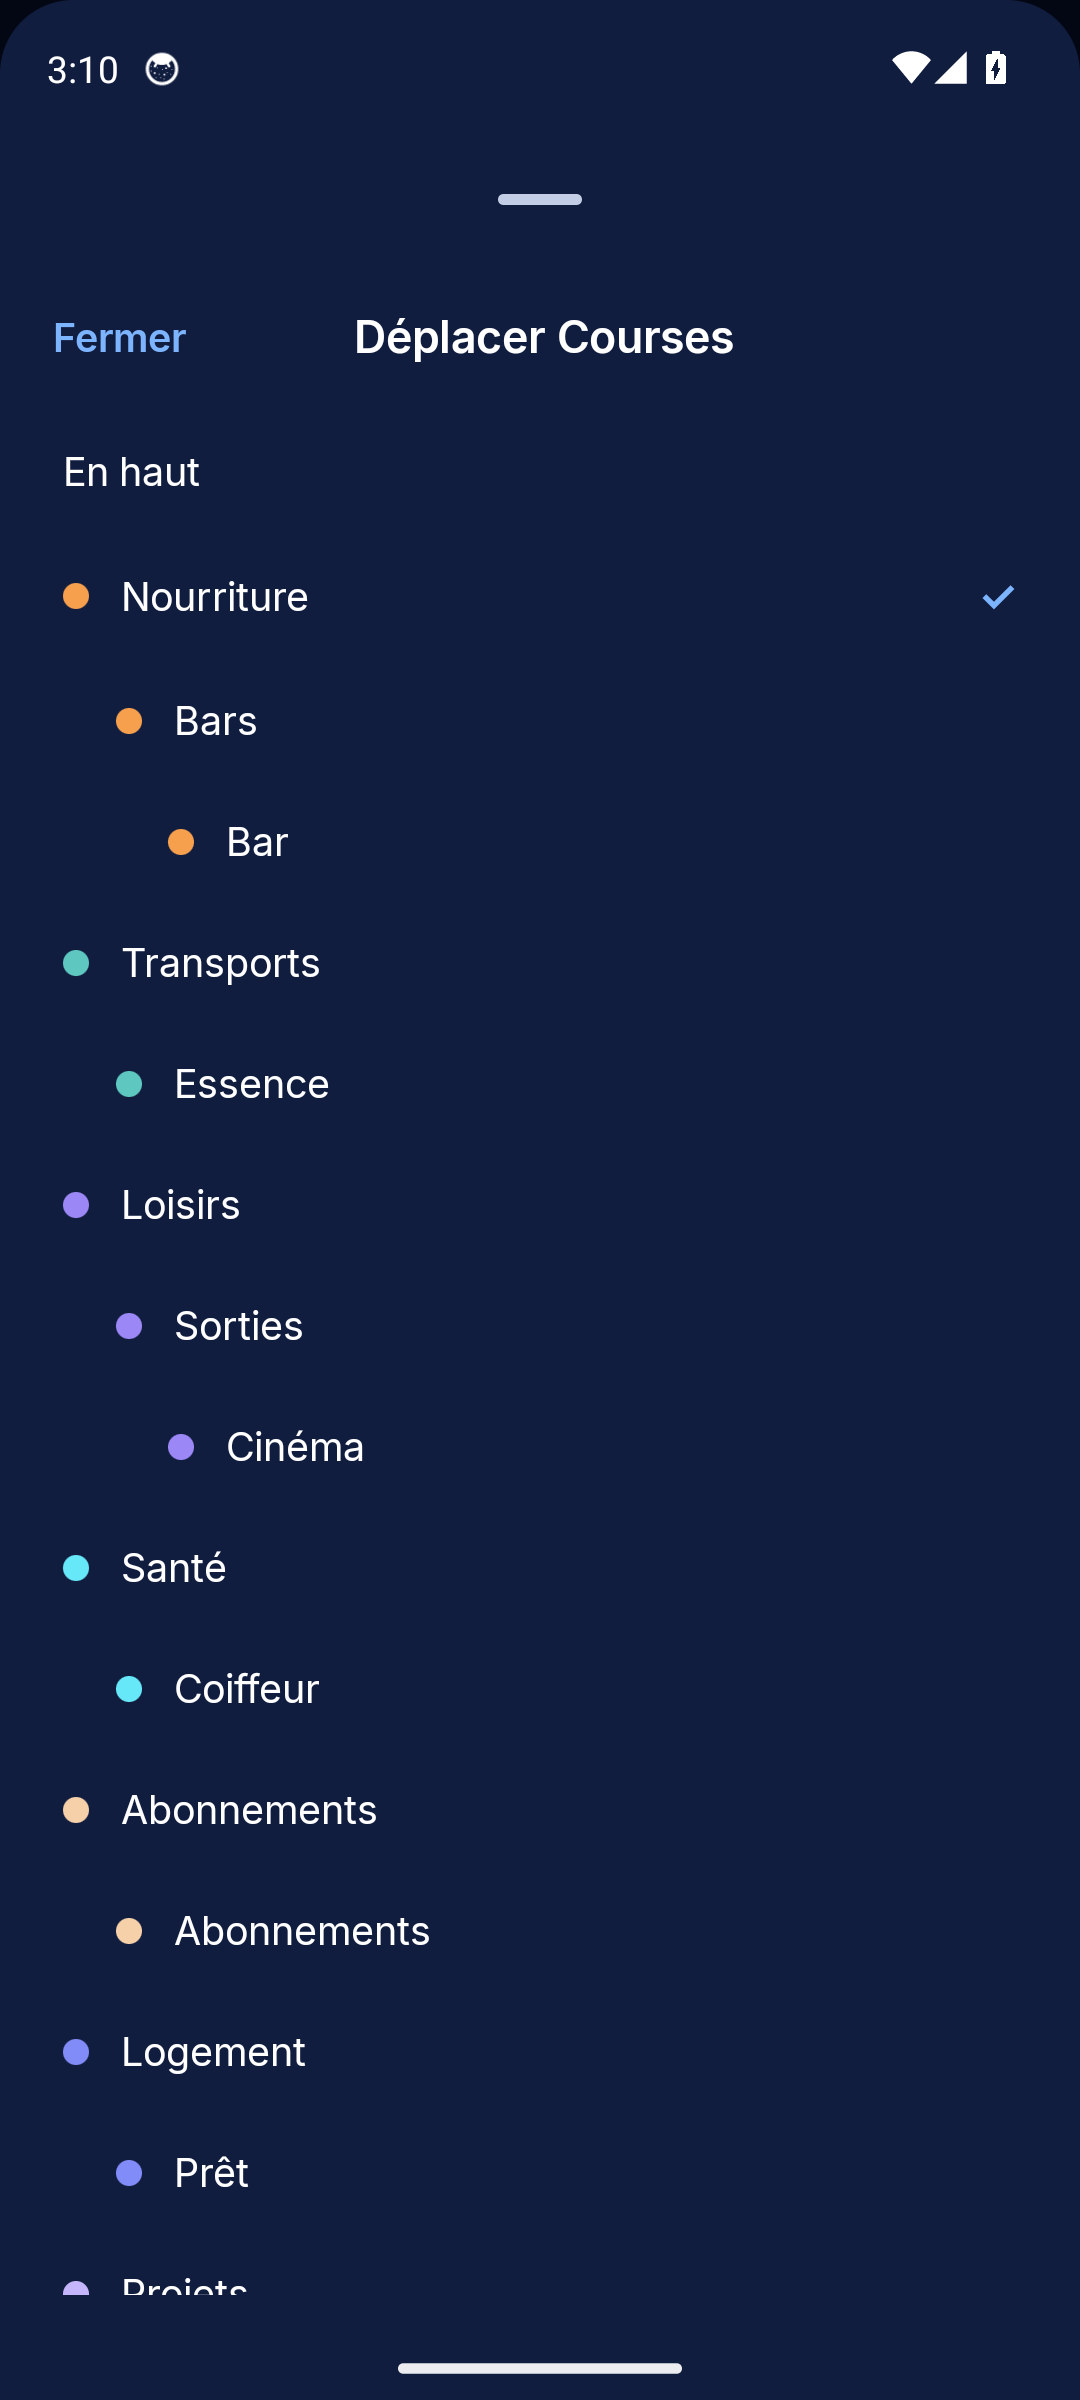 3:10
Fermer
Déplacer Courses
En haut
Nourriture
Bars
Bar
Transports
Essence
Loisirs
Sorties
Cinéma
Santé
Coiffeur
Abonnements
Abonnements
Logement
Prêt
Projets